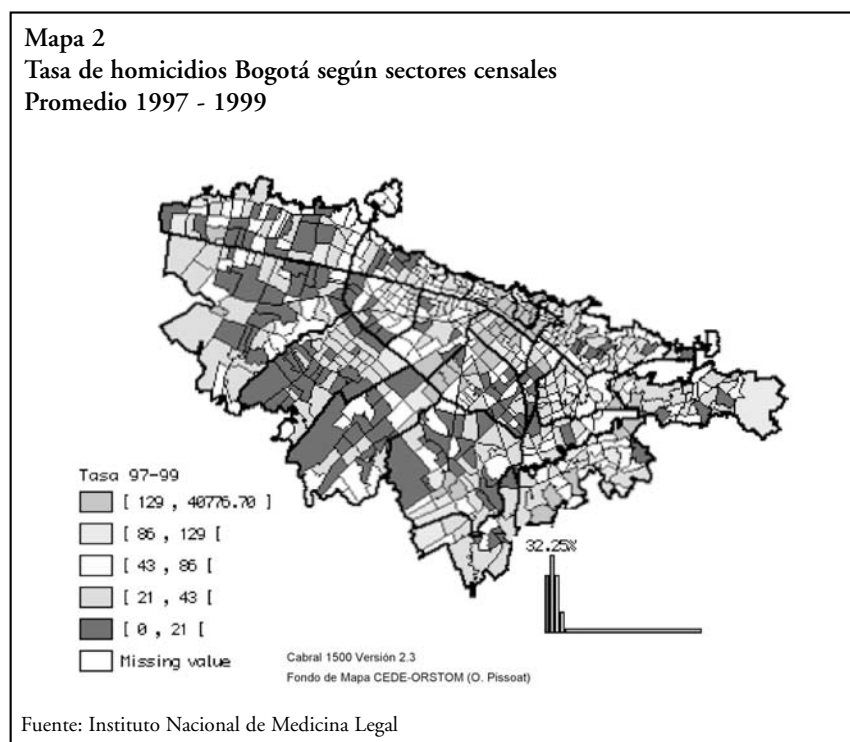 Mapa 2
Tasa de homicidios Bogotá según sectores censales
Promedio 1997 - 1999
Tasa 97-99
[ 129 , 40776.70 ]
[ 86 , 129 [
[ 43 , 86 [
[ 21 , 43 [
[ 0 , 21 [
Missing value
32.25%
Cabral 1500 Versión 2.3
Fondo de Mapa CEDE-ORSTOM (O. Pissoat)
Fuente: Instituto Nacional de Medicina Legal